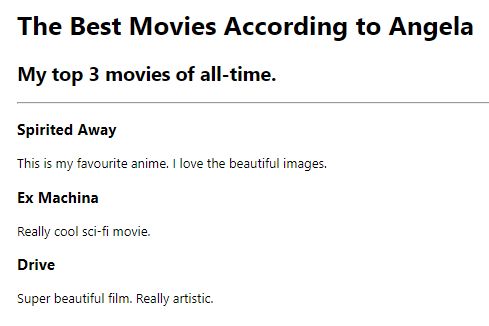 The Best Movies According to Angela
My top 3 movies of all-time.
Spirited Away
This is my favourite anime. I love the beautiful images.
Ex Machina
Really cool sci-fi movie.
Drive
Super beautiful film. Really artistic.